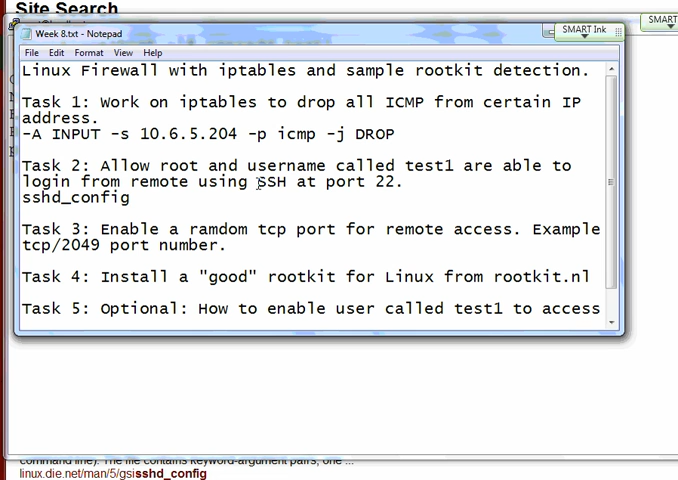 Site Search
SMART
Week 8.txt - Notepad
SMART Ink
File Edit Format View Help
Linux Firewall with iptables and sample rootkit detection.
Task 1: Work on iptables to drop all ICMP from certain IP
address.
-A INPUT -s 10.6.5.204 -p icmp -j DROP
Task 2: Allow root and username called test1 are able to
login from remote using SSH at port 22.
sshd_config
Task 3: Enable a ramdom tcp port for remote access. Example
tcp/2049 port number.
Task 4: Install a "good" rootkit for Linux from rootkit.nl
Task 5: Optional: How to enable user called test1 to access
command line). The file contains keyword-argument pairs, one ...
linux.die.net/man/5/gsisshd_config